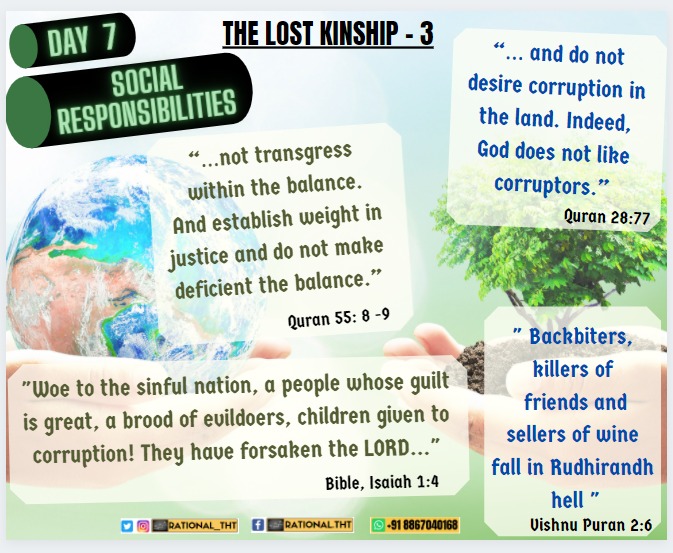 THE LOST KINSHIP - 3
DAY 7
SOCIAL
RESPONSIBILITIES
“...not transgress
within the balance.
And establish weight in
justice and do not make
deficient the balance.”
Quran 55: 8 -9
“... and do not
desire corruption in
the land. Indeed,
God does not like
corruptors.”
Quran 28:77
”Woe to the sinful nation, a people whose guilt
is great, a brood of evildoers, children given to
corruption! They have forsaken the LORD...”
Bible, Isaiah 1:4
” Backbiters,
killers of
friends and
sellers of wine
fall in Rudhirandh
hell ”
Vishnu Puran 2:6
RATIONAL_THT
RATIONAL.THT
+91 8867040168